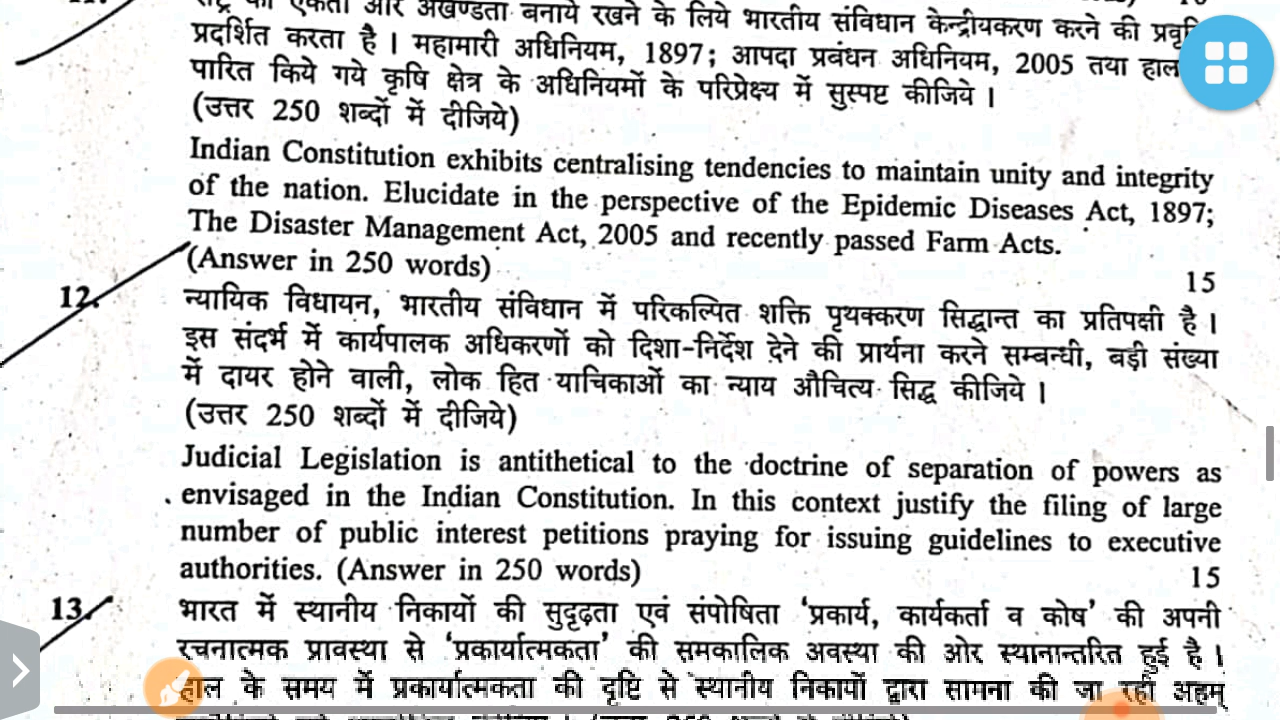 राष्ट्र की एकता और अखण्डता बनाये रखने के लिये भारतीय संविधान केन्द्रीयकरण करने की
प्रदर्शित करता है । महामारी अधिनियम, 1897; आपदा प्रबंधन अधिनियम, 2005 तथा हाल
पारित किये गये कृषि क्षेत्र के अधिनियमों के परिप्रेक्ष्य में सुस्पष्ट कीजिये ।
(उत्तर 250 शब्दों में दीजिये)
Indian Constitution exhibits centralising tendencies to maintain unity and integrity
of the nation. Elucidate in the perspective of the Epidemic Diseases Act, 1897;
The Disaster Management Act, 2005 and recently passed Farm Acts.
(Answer in 250 words) 15
12. न्यायिक विधायन, भारतीय संविधान में परिकल्पित शक्ति पृथक्करण सिद्धान्त का प्रतिपक्षी है ।
इस संदर्भ में कार्यपालक अधिकरणों को दिशा-निर्देश देने की प्रार्थना करने सम्बन्धी, बड़ी संख्या
में दायर होने वाली, लोक हित याचिकाओं का न्याय औचित्य सिद्ध कीजिये ।
(उत्तर 250 शब्दों में दीजिये)
Judicial Legislation is antithetical to the doctrine of separation of powers as
envisaged in the Indian Constitution. In this context justify the filing of large
number of public interest petitions praying for issuing guidelines to executive
authorities. (Answer in 250 words) 15
13. भारत में स्थानीय निकायों की सुदृढ़ता एवं संपोषिता 'प्रकार्य, कार्यकर्ता व कोष' की अपनी
रचनात्मक प्रावस्था से 'प्रकार्यात्मकता' की समकालिक अवस्था की ओर स्थानान्तरित हुई है ।
हाल के समय में प्रकार्यात्मकता की दृष्टि से स्थानीय निकायों द्वारा सामना की जा रही अहम्